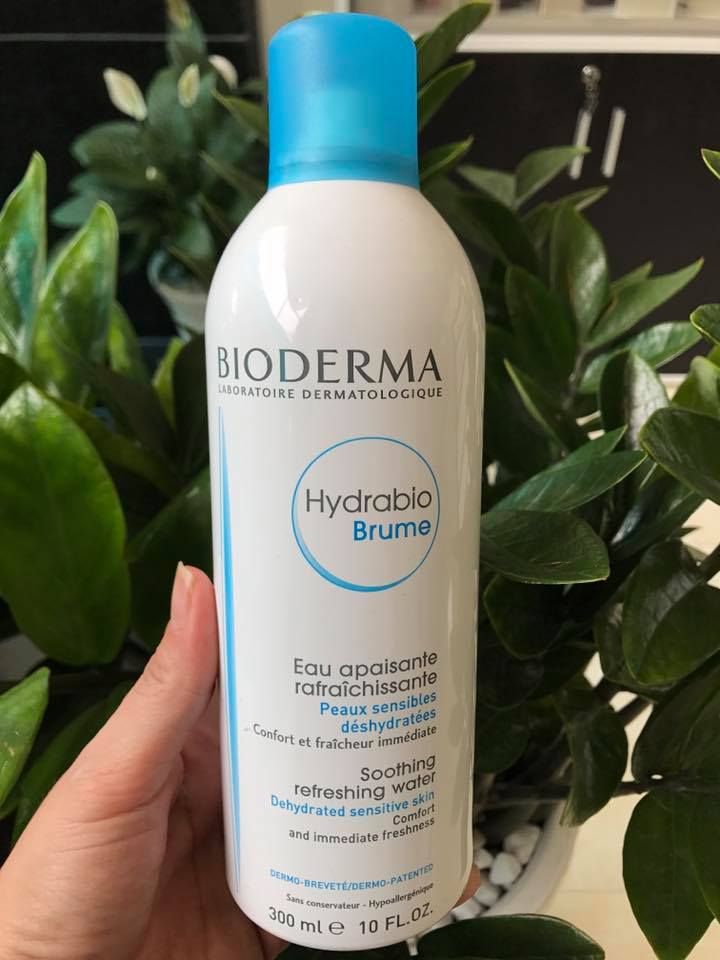 BIODERMA
LABORATOIRE DERMATOLOGIQUE
Hydrabio
Brume
Eau apaisante
rafraîchissante
Peaux sensibles
déshydratées
Confort et fraîcheur immédiate
Soothing
refreshing water
Dehydrated sensitive skin
Comfort
and immediate freshness
DERMO-BREVETÉ/DERMO-PATENTED
Sans conservateur - Hypoallergénique
300 ml e 10 FL.OZ.